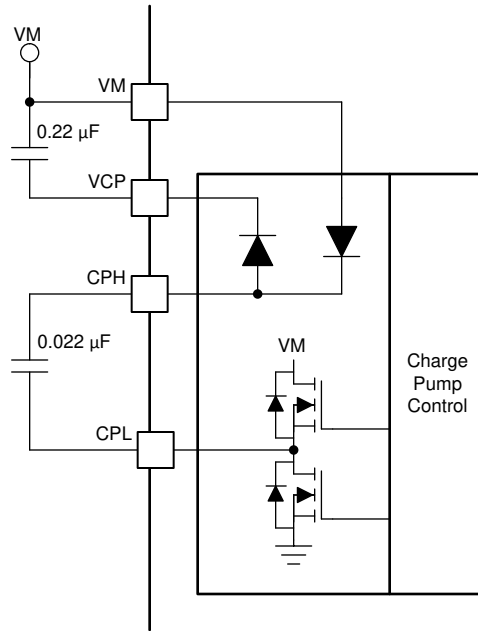 VM
VM
0.22 µF
VCP
CPH
0.022 µF
VM
Charge
Pump
Control
CPL